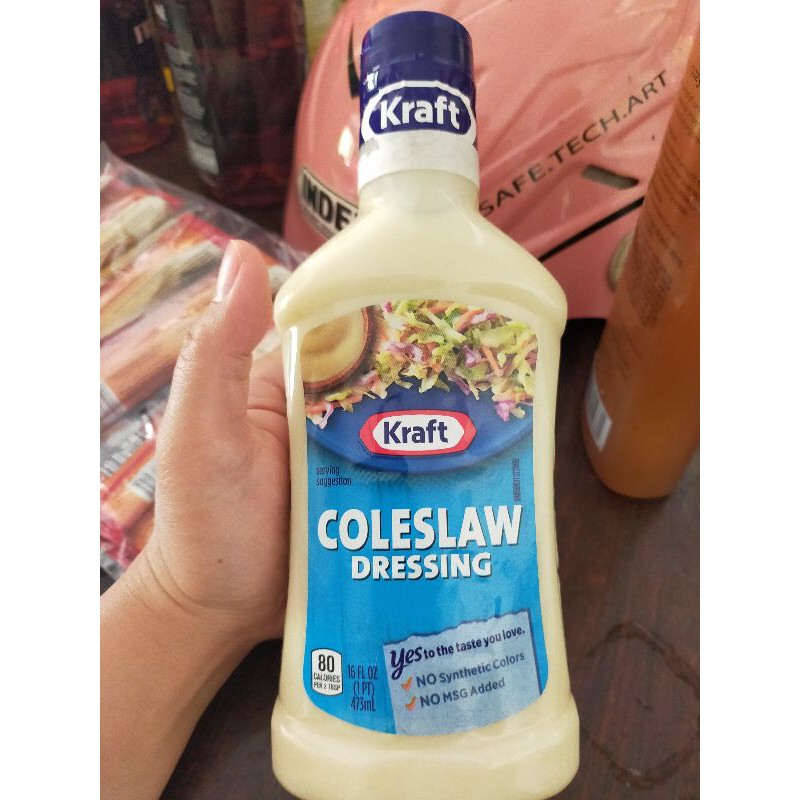 Kraft
SAFE.TECH.ART
INDE
Kraft
serving
suggestion
COLESLAW
DRESSING
Yes to the taste you love.
NO Synthetic Colors
NO MSG Added
80
CALORIES
PER 2 TBSP
16 FL OZ
(1 PT)
473mL